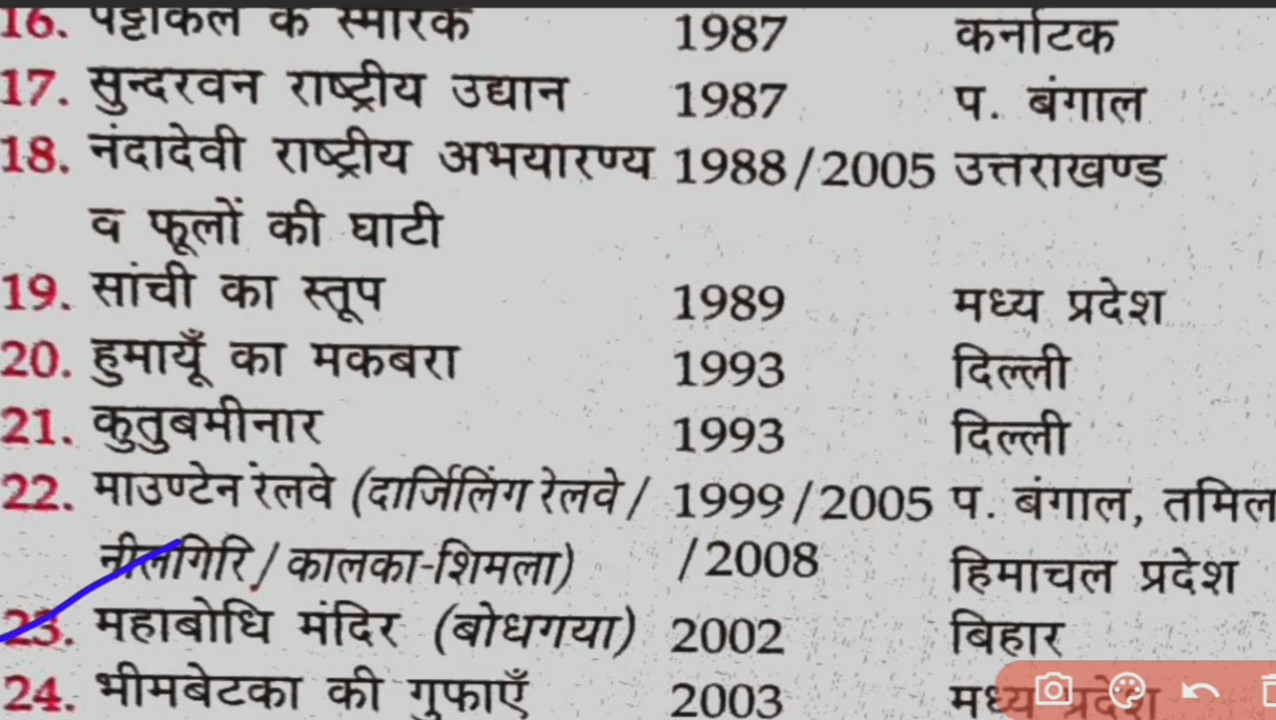 16. पट्टाकल के स्मारक 1987 कर्नाटक
17. सुन्दरवन राष्ट्रीय उद्यान 1987 प. बंगाल
18. नंदादेवी राष्ट्रीय अभयारण्य 1988/2005 उत्तराखण्ड
व फूलों की घाटी
19. सांची का स्तूप 1989 मध्य प्रदेश
20. हुमायूँ का मकबरा 1993 दिल्ली
21. कुतुबमीनार 1993 दिल्ली
22. माउण्टेन रेलवे (दार्जिलिंग रेलवे/ 1999/2005 प. बंगाल, तमिल
नीलगिरि/कालका-शिमला) /2008 हिमाचल प्रदेश
23. महाबोधि मंदिर (बोधगया) 2002 बिहार
24. भीमबेटका की गुफाएँ 2003 मध्य प्रदेश